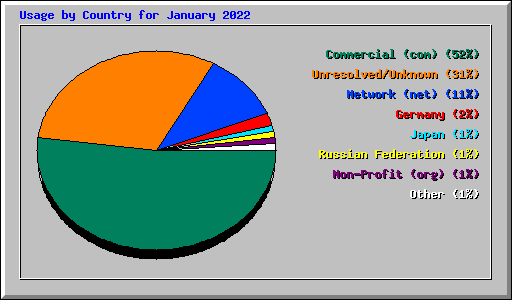 Usage by Country for January 2022
Commercial (com) (52%)
Unresolved/Unknown (31%)
Network (net) (11%)
Germany (2%)
Japan (1%)
Russian Federation (1%)
Non-Profit (org) (1%)
Other (1%)